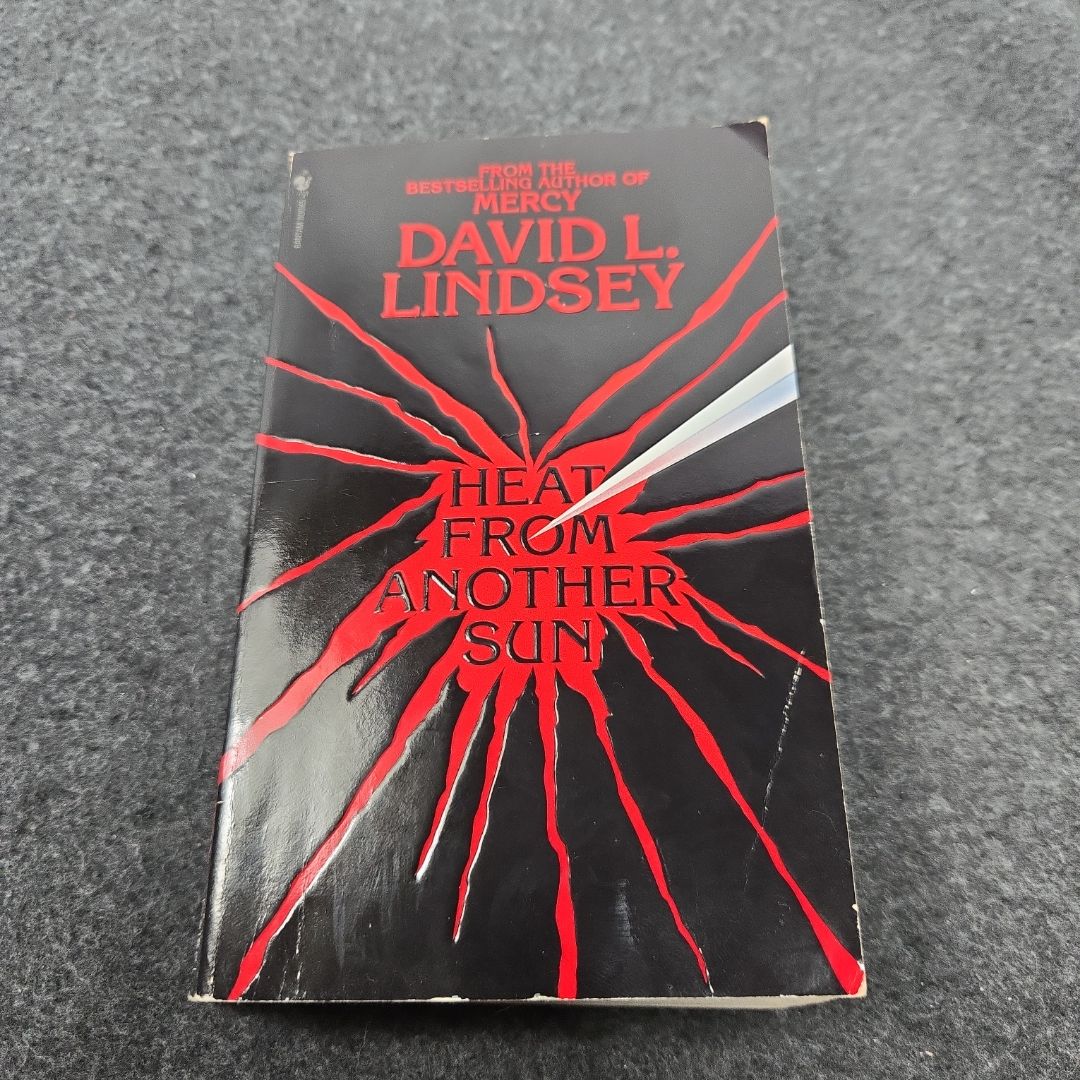 FROM THE
BESTSELLING AUTHOR OF
MERCY
DAVID L.
LINDSEY
HEAT
FROM
ANOTHER
SUN